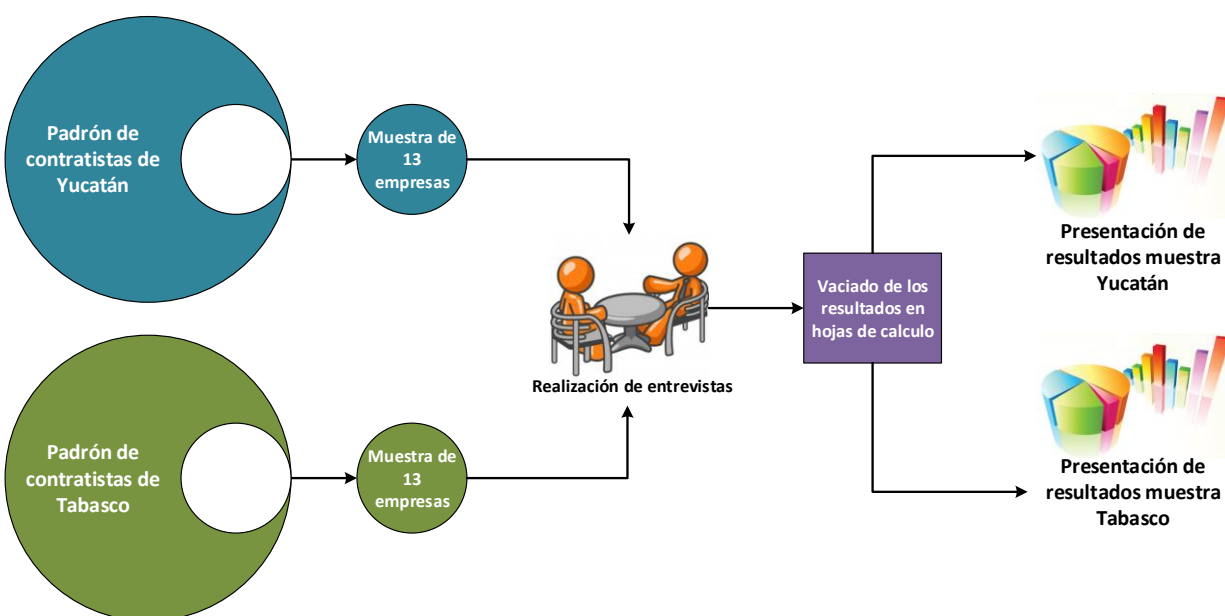 Padrón de
contratistas de
Yucatán
Muestra de
13
empresas
Padrón de
contratistas de
Tabasco
Muestra de
13
empresas
Realización de entrevistas
Vaciado de los
resultados en
hojas de calculo
Presentación de
resultados muestra
Yucatán
Presentación de
resultados muestra
Tabasco